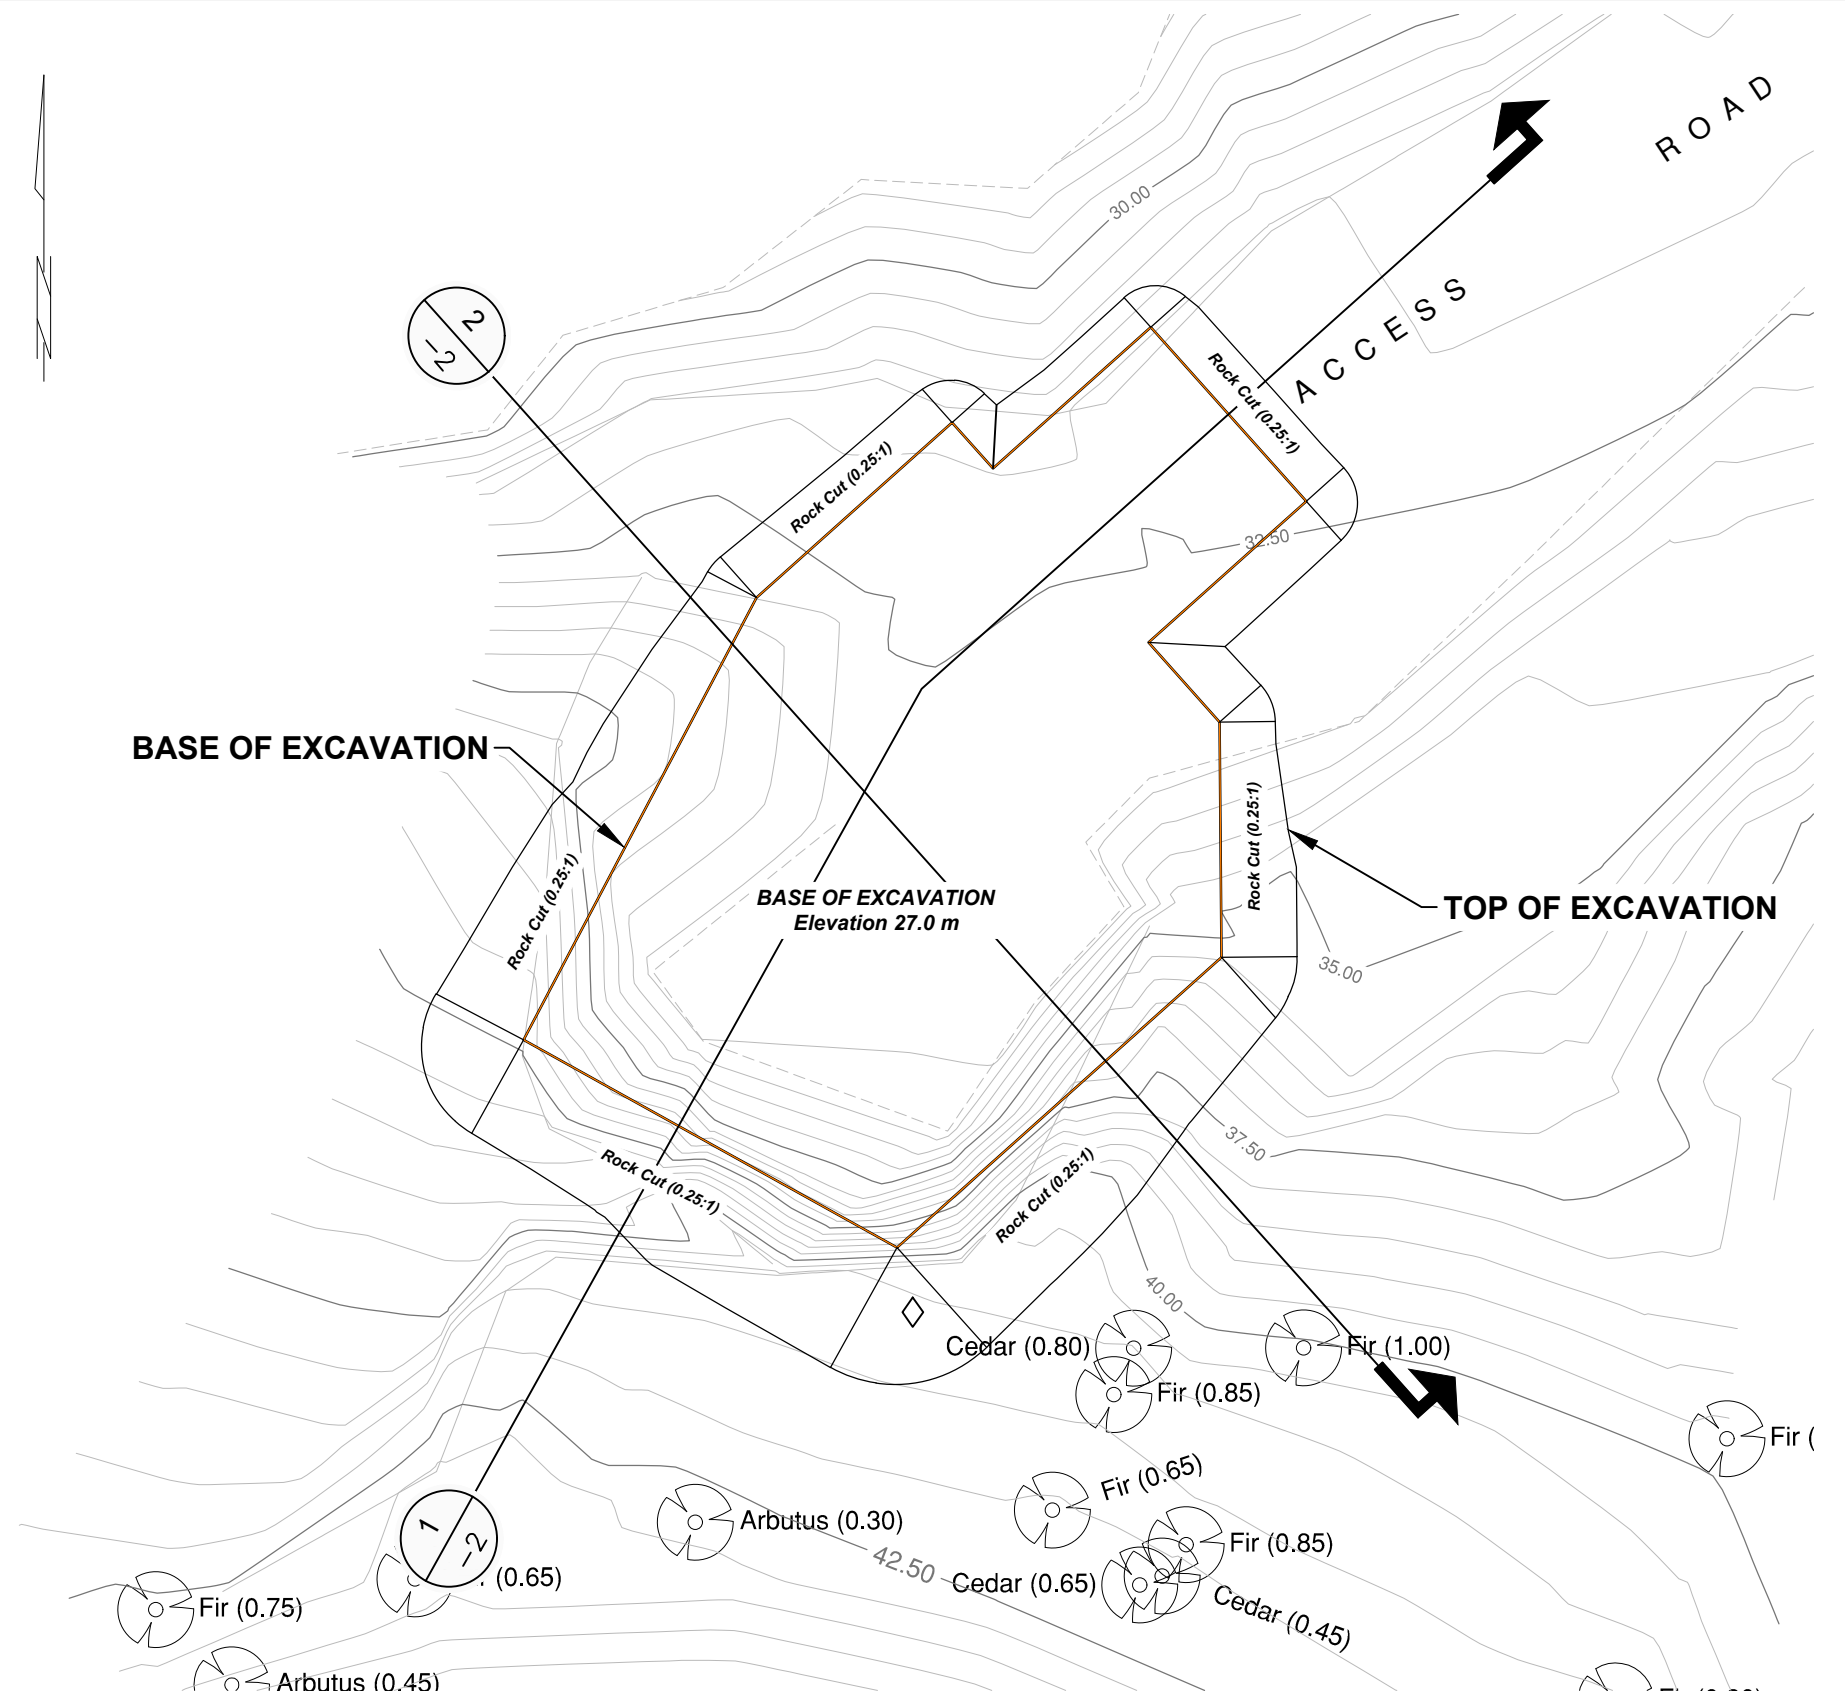 ROAD
30.00
ACCESS
2
-2
Rock Cut (0.25:1)
Rock Cut (0.25:1)
32.50
BASE OF EXCAVATION
Rock Cut (0.25:1)
Rock Cut (0.25:1)
BASE OF EXCAVATION
Elevation 27.0 m
TOP OF EXCAVATION
35.00
37.50
Rock Cut (0.25:1)
Rock Cut (0.25:1)
40.00
Cedar (0.80)
Fir (1.00)
Fir (0.85)
Fir (
Fir (0.65)
Arbutus (0.30)
Fir (0.85)
42.50
1
-2
(0.65)
Cedar (0.65)
Cedar (0.45)
Fir (0.75)
Arbutus (0.45)
N